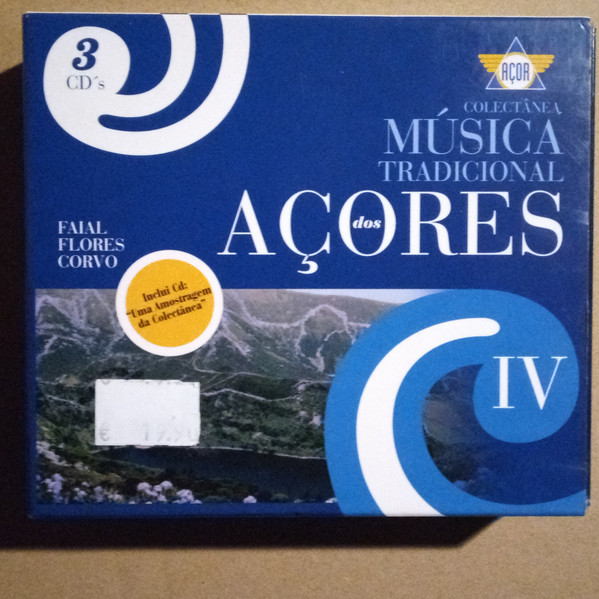 3
CD´s
AÇOR
COLECTÂNEA
MÚSICA
TRADICIONAL
dos
AÇORES
FAIAL
FLORES
CORVO
Inclui Cd:
"Uma Amostragem
da Colectânea"
IV